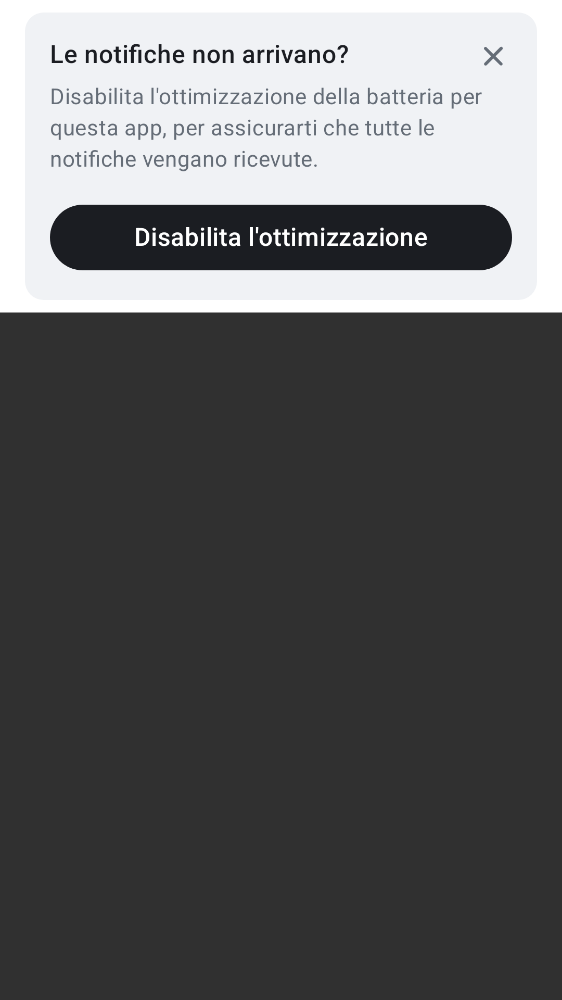 Le notifiche non arrivano?
Disabilita l'ottimizzazione della batteria per
questa app, per assicurarti che tutte le
notifiche vengano ricevute.
Disabilita l'ottimizzazione